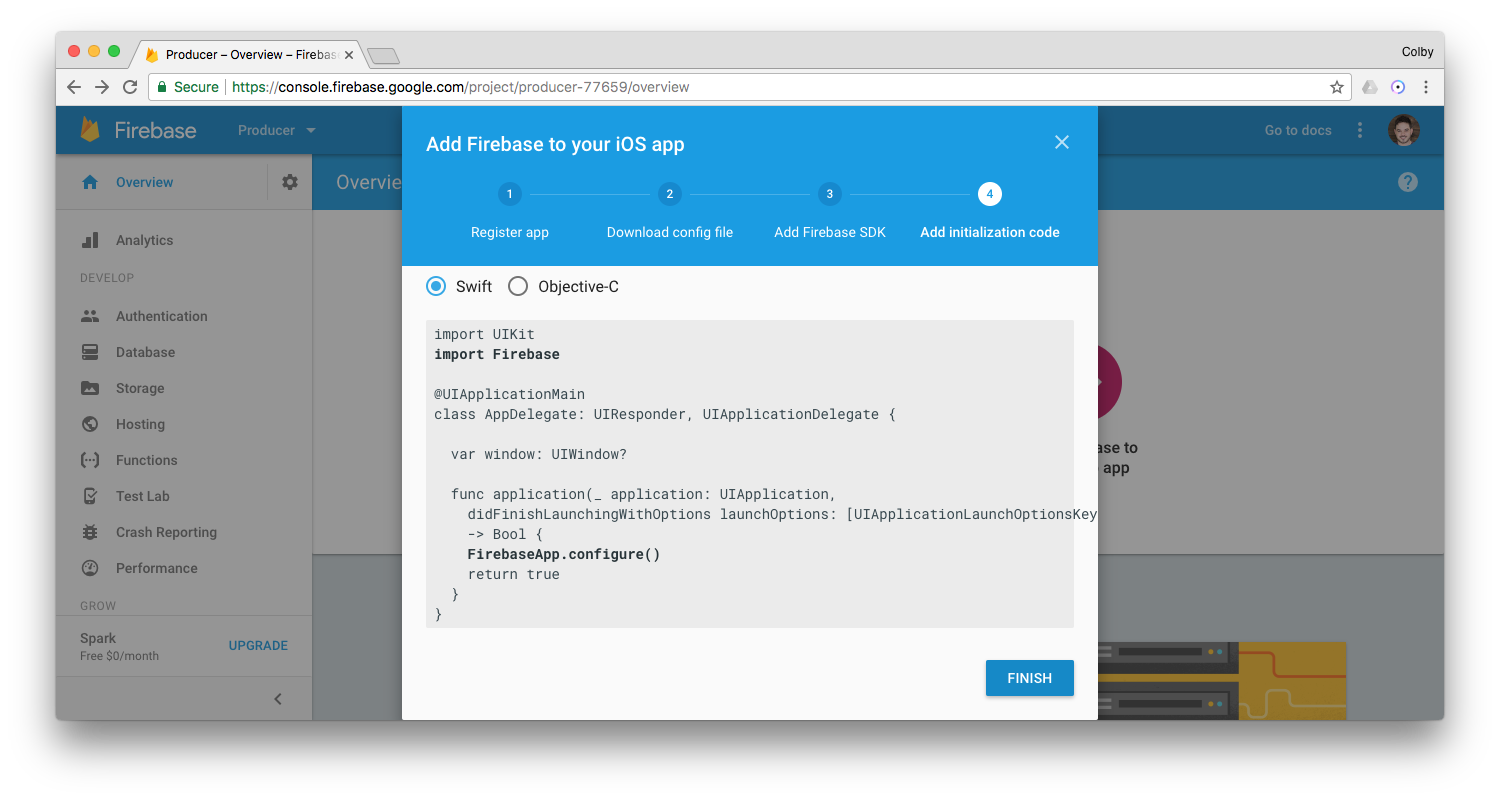 Producer – Overview – Firebas
Colby
Secure
https://console.firebase.google.com/project/producer-77659/overview
Firebase
Producer
Go to docs
Overview
Overvie
Add Firebase to your iOS app
1
2
3
4
Register app
Download config file
Add Firebase SDK
Add initialization code
Analytics
DEVELOP
Authentication
Database
Storage
Hosting
Functions
Test Lab
Crash Reporting
Performance
GROW
Spark
Free $0/month
UPGRADE
Swift
Objective-C
import UIKit
import Firebase
@UIApplicationMain
class AppDelegate: UIResponder, UIApplicationDelegate {
var window: UIWindow?
func application(_ application: UIApplication,
didFinishLaunchingWithOptions launchOptions: [UIApplicationLaunchOptionsKey
-> Bool {
FirebaseApp.configure()
return true
}
}
ase to
app
FINISH